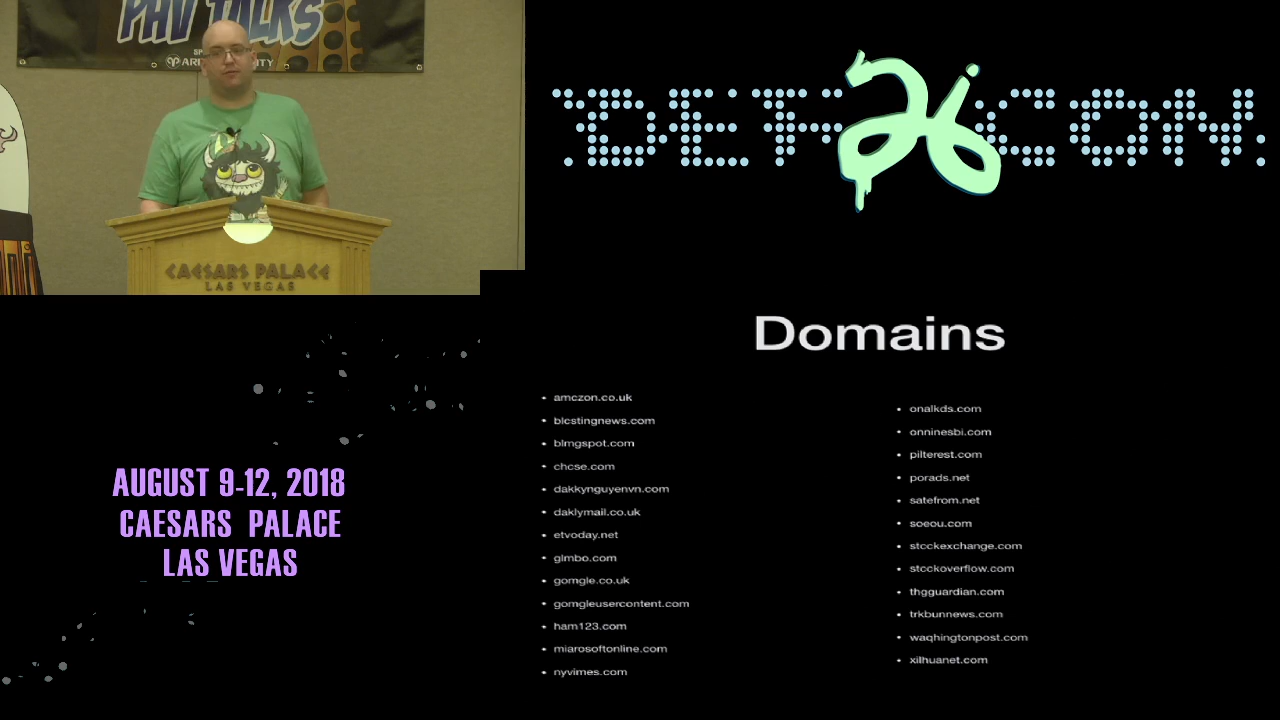 PHV TALKS
DEF CON
26
CAESARS PALACE
LAS VEGAS
AUGUST 9-12, 2018
CAESARS PALACE
LAS VEGAS
Domains
• amczon.co.uk
• blcstingnews.com
• blmgspot.com
• chcse.com
• dakkynguyenvn.com
• daklymail.co.uk
• etvoday.net
• glmbo.com
• gomgle.co.uk
• gomgleusercontent.com
• ham123.com
• miarosoftonline.com
• nyvimes.com
• onalkds.com
• onninesbi.com
• pilterest.com
• porads.net
• satefrom.net
• soeou.com
• stcckexchange.com
• stcckoverflow.com
• thgguardian.com
• trkbunnews.com
• waqhingtonpost.com
• xilhuanet.com